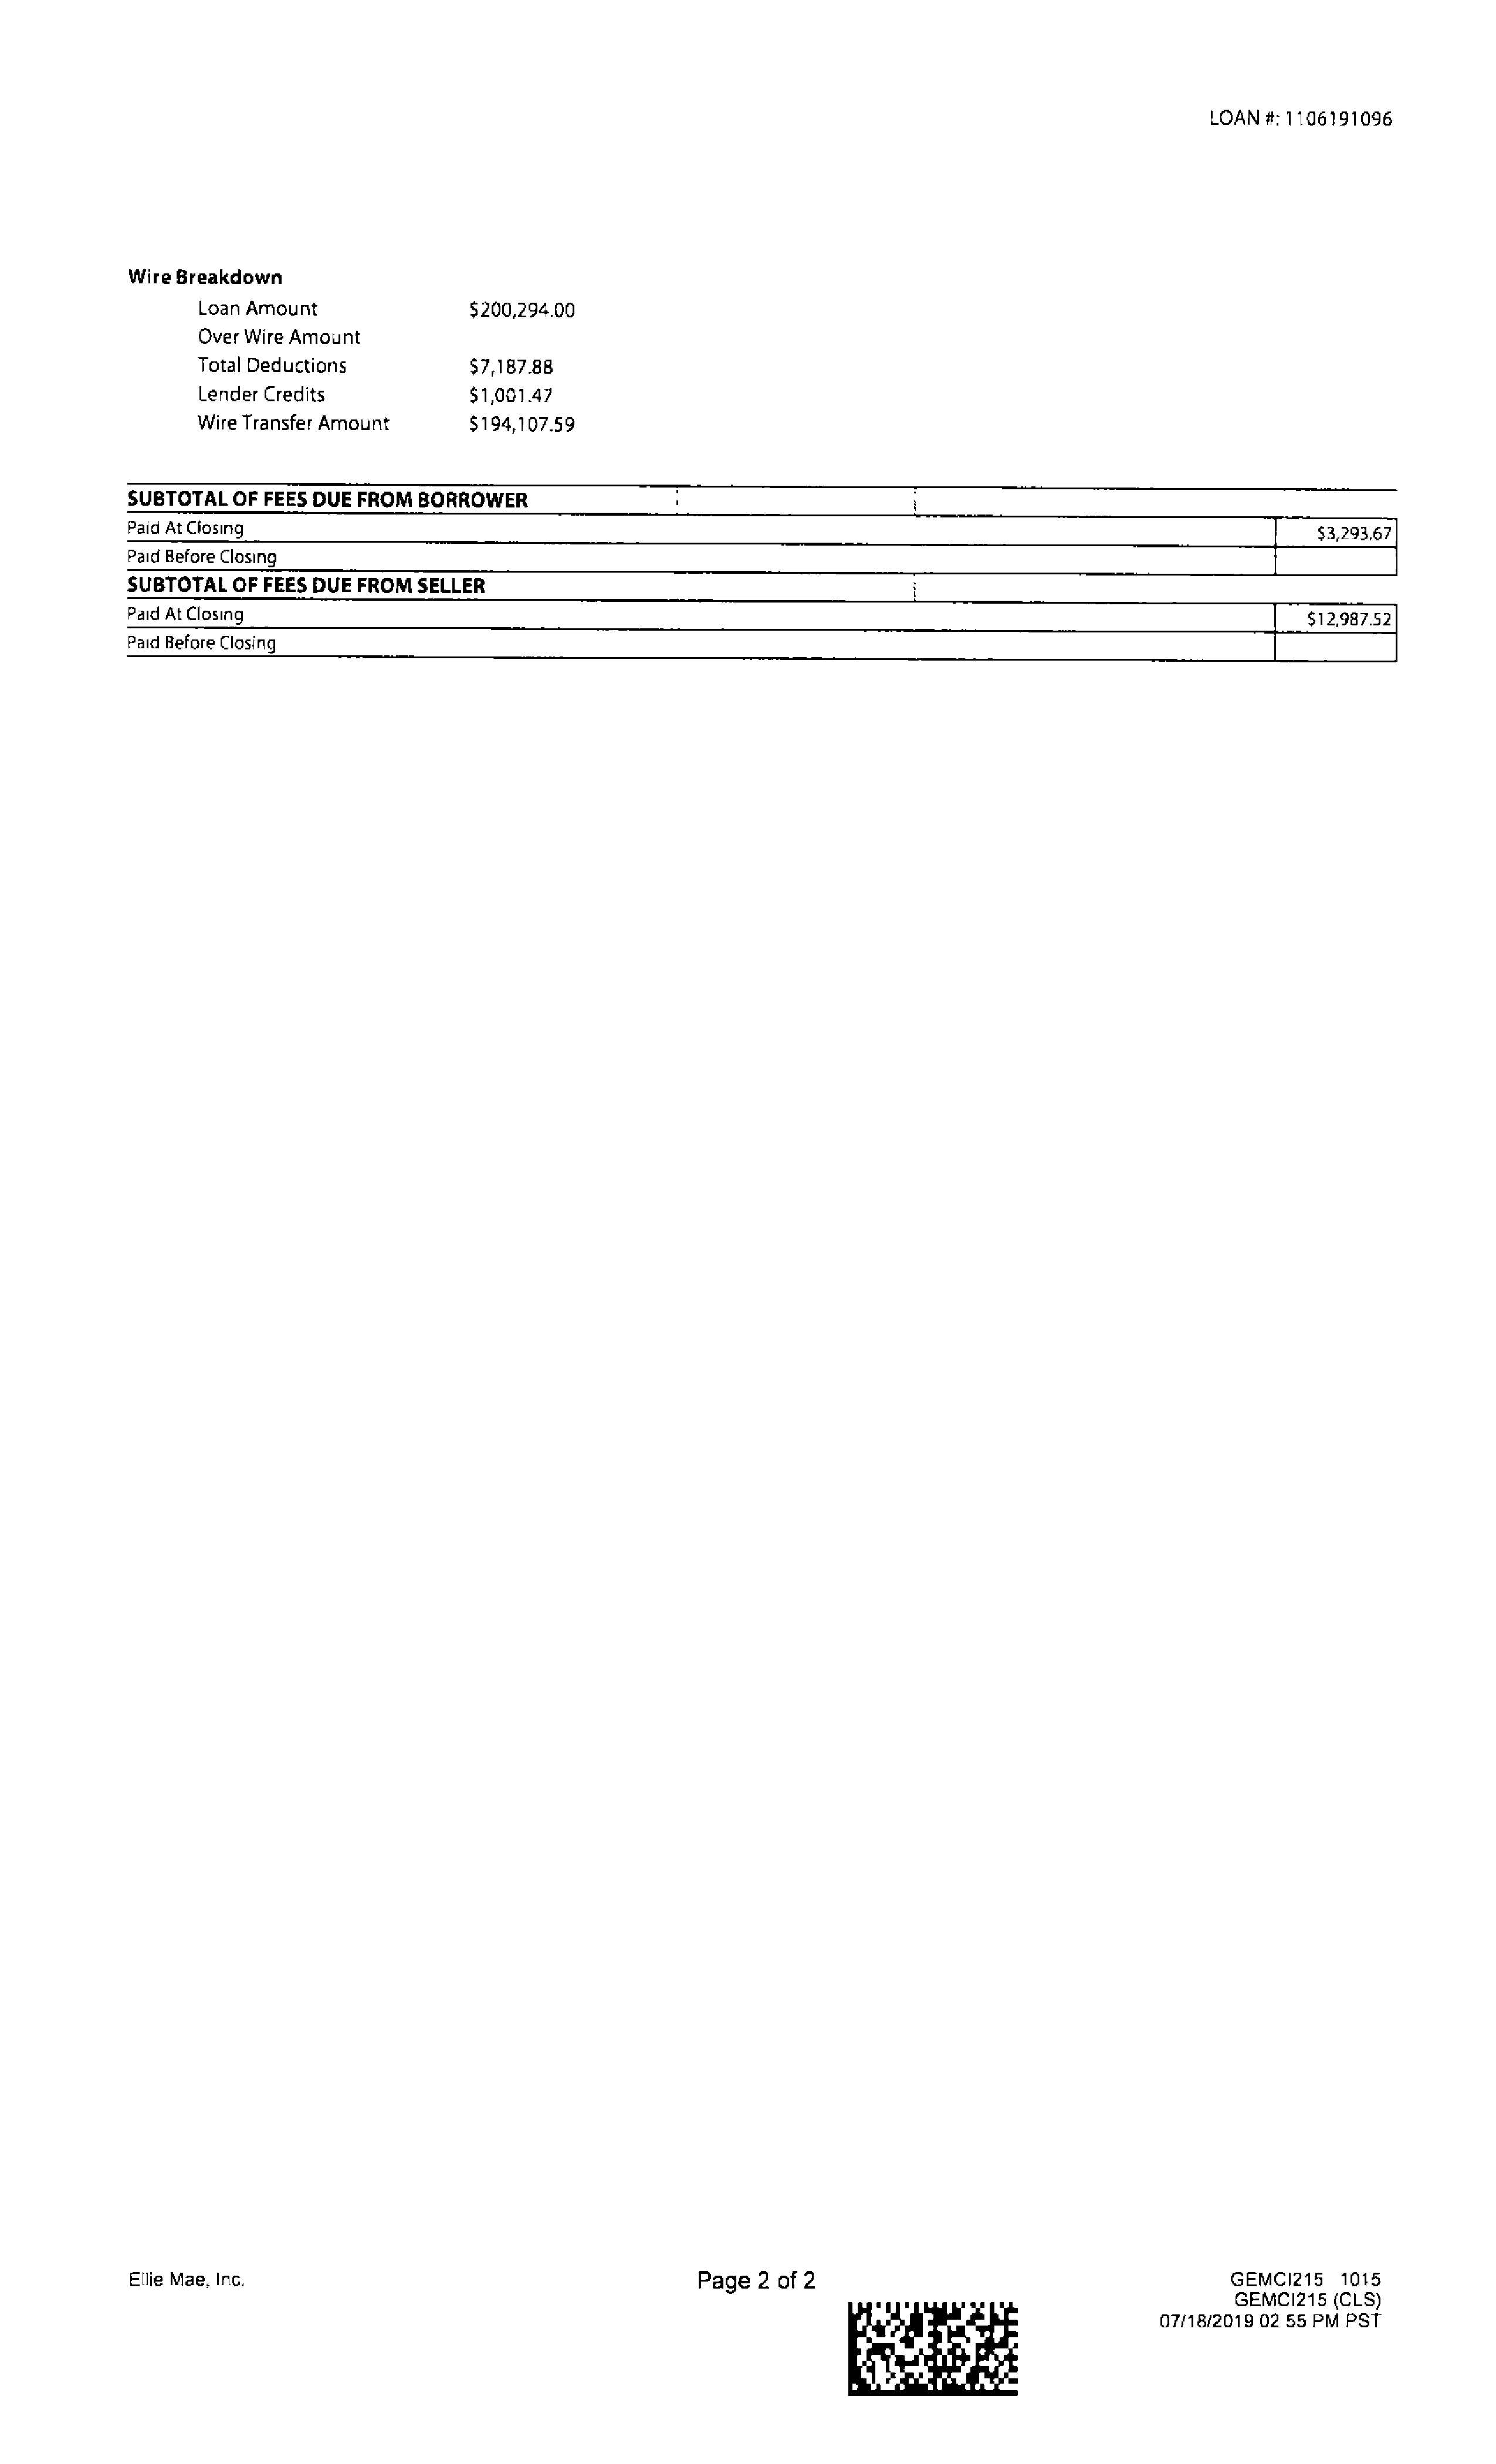 LOAN #: 1106191096
Wire Breakdown
Loan Amount $200,294.00
Over Wire Amount
Total Deductions $7,187.88
Lender Credits $1,001.47
Wire Transfer Amount $194,107.59
SUBTOTAL OF FEES DUE FROM BORROWER
Paid At Closing $3,293.67
Paid Before Closing
SUBTOTAL OF FEES DUE FROM SELLER
Paid At Closing $12,987.52
Paid Before Closing
Ellie Mae, Inc. Page 2 of 2 GEMCI215 1015
GEMCI215 (CLS)
07/18/2019 02 55 PM PST